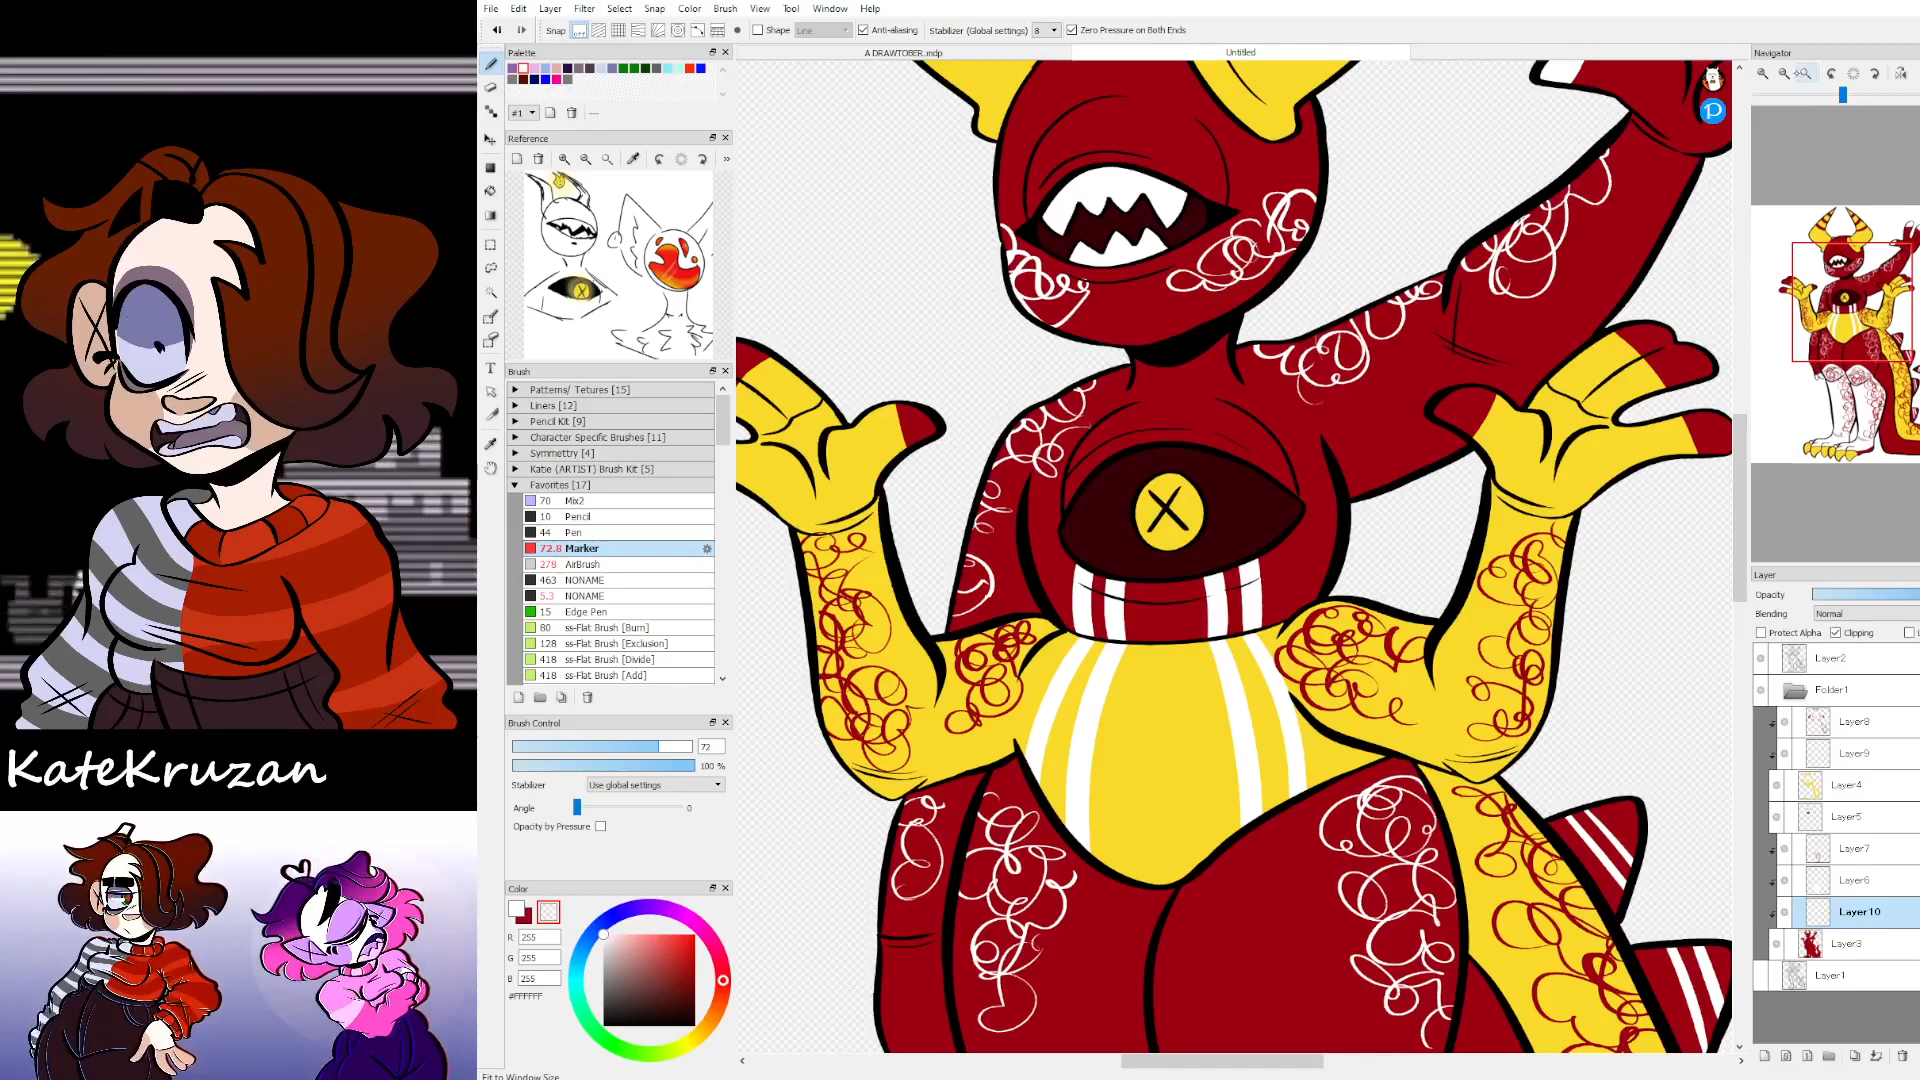 File Edit Layer Filter Select Snap Color Brush View Tool Window Help
Snap off Shape Line Anti-aliasing Stabilizer (Global settings) 8 Zero Pressure on Both Ends
Palette
A DRAWTOBER.mdp
Untitled
Navigator
#1
---
Reference
Brush
Patterns/ Tetures [15]
Liners [12]
Pencil Kit [9]
Character Specific Brushes [11]
Symmetry [4]
Katie (ARTIST) Brush Kit [5]
Favorites [17]
70 Mix2
10 Pencil
44 Pen
72.8 Marker
278 AirBrush
463 NONAME
5.3 NONAME
15 Edge Pen
80 ss-Flat Brush [Burn]
128 ss-Flat Brush [Exclusion]
418 ss-Flat Brush [Divide]
418 ss-Flat Brush [Add]
Brush Control
72
100 %
Stabilizer Use global settings
Angle 0
Opacity by Pressure
Color
R 255
G 255
B 255
#FFFFFF
Fit to Window Size
KateKruzan
P
Layer
Opacity
Blending Normal
Protect Alpha Clipping
Layer2
Folder1
Layer8
Layer9
Layer4
Layer5
Layer7
Layer6
Layer10
Layer3
Layer1